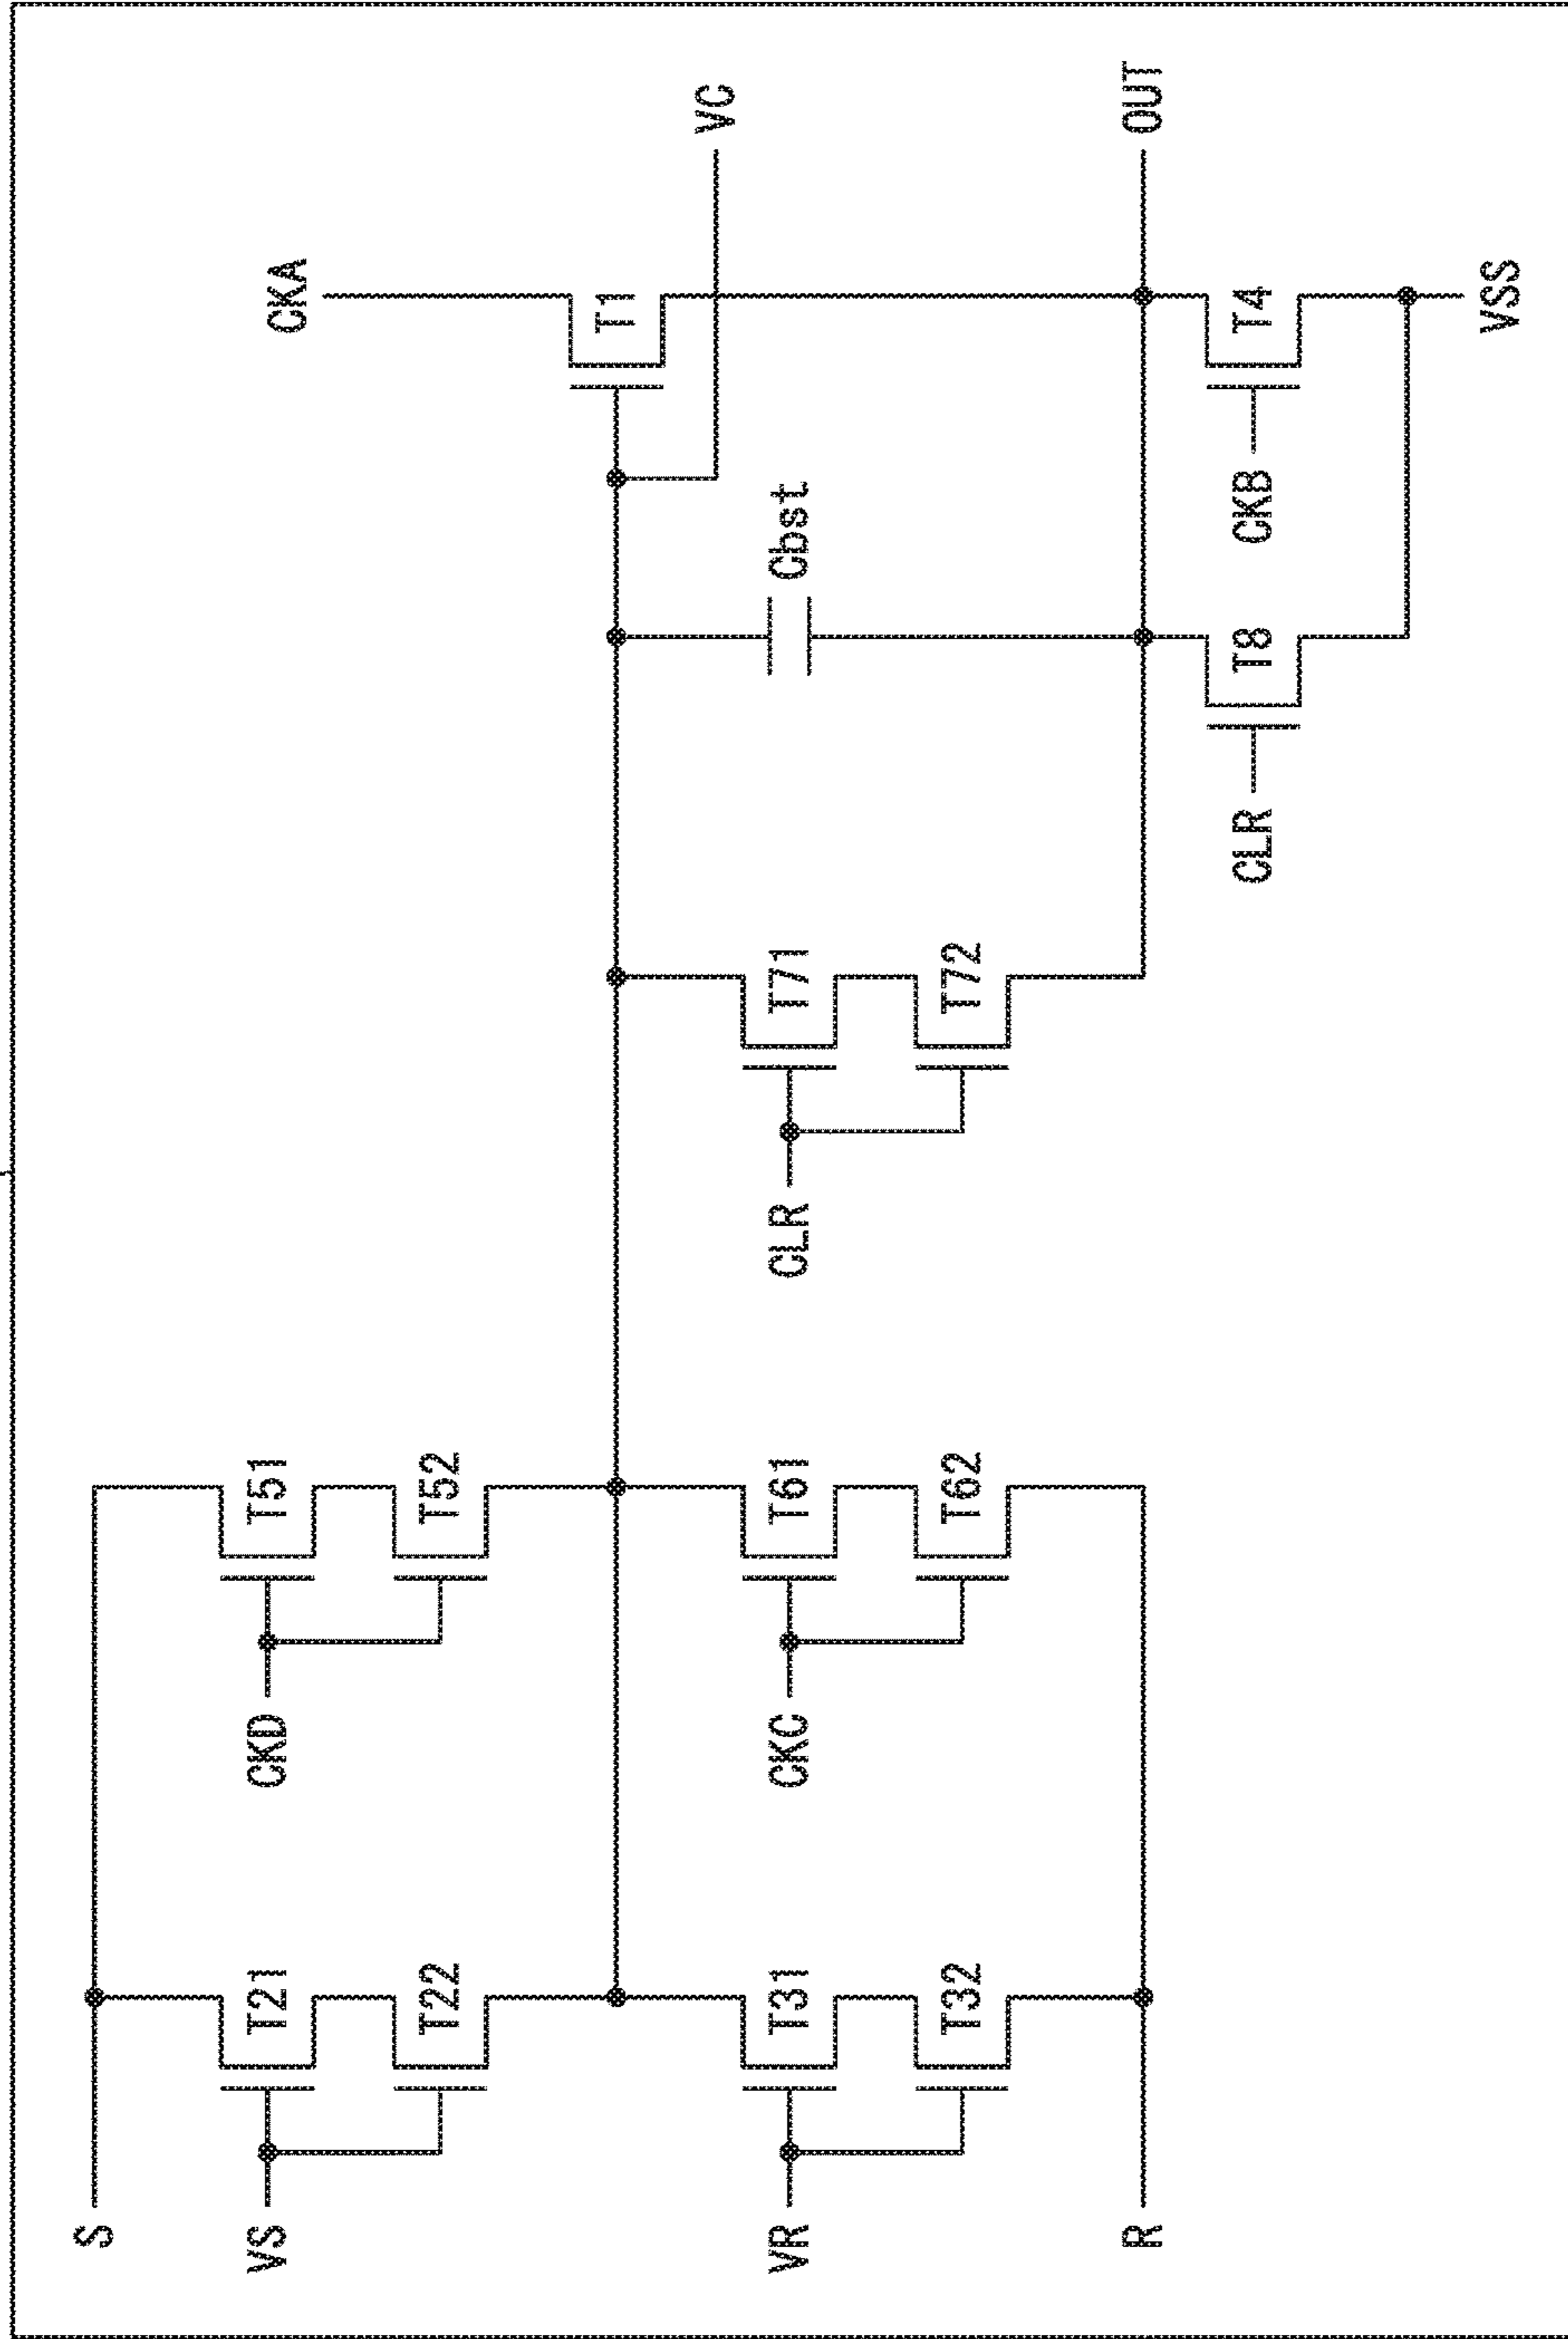 S
VS
T21
T22
VR
T31
T32
R
CKD
T51
T52
CKC
T61
T62
CLR
T71
T72
Cbst
CLR
T8
CKA
T1
VC
OUT
CKB
T4
VSS